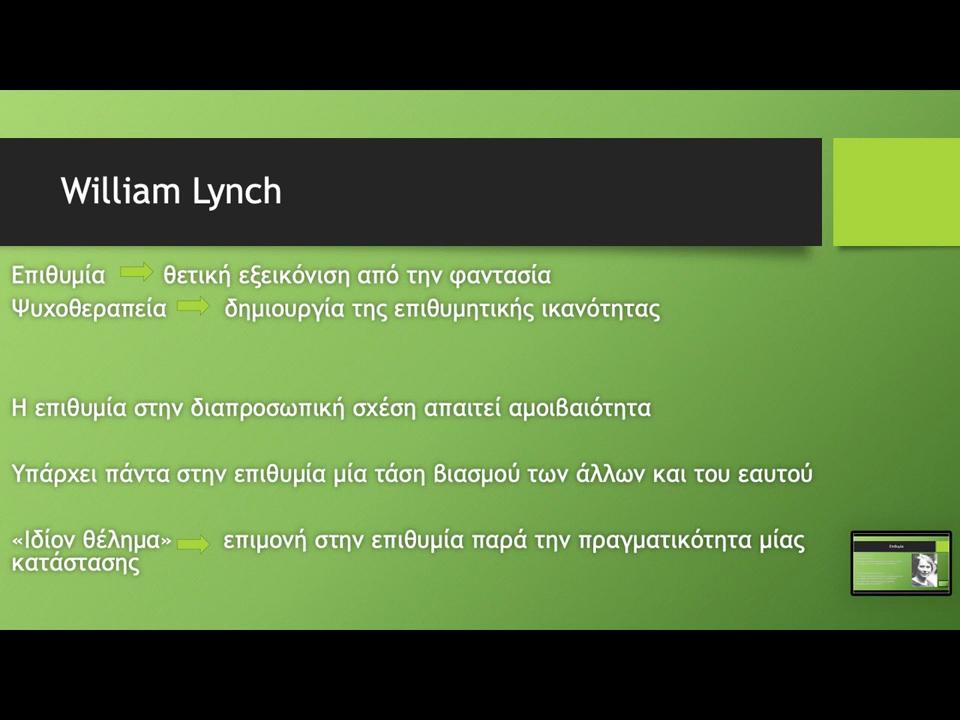 William Lynch
Επιθυμία θετική εξεικόνιση από την φαντασία
Ψυχοθεραπεία δημιουργία της επιθυμητικής ικανότητας
Η επιθυμία στην διαπροσωπική σχέση απαιτεί αμοιβαιότητα
Υπάρχει πάντα στην επιθυμία μία τάση βιασμού των άλλων και του εαυτού
«Ιδίον θέλημα» επιμονή στην επιθυμία παρά την πραγματικότητα μίας
κατάστασης
Επιθυμία